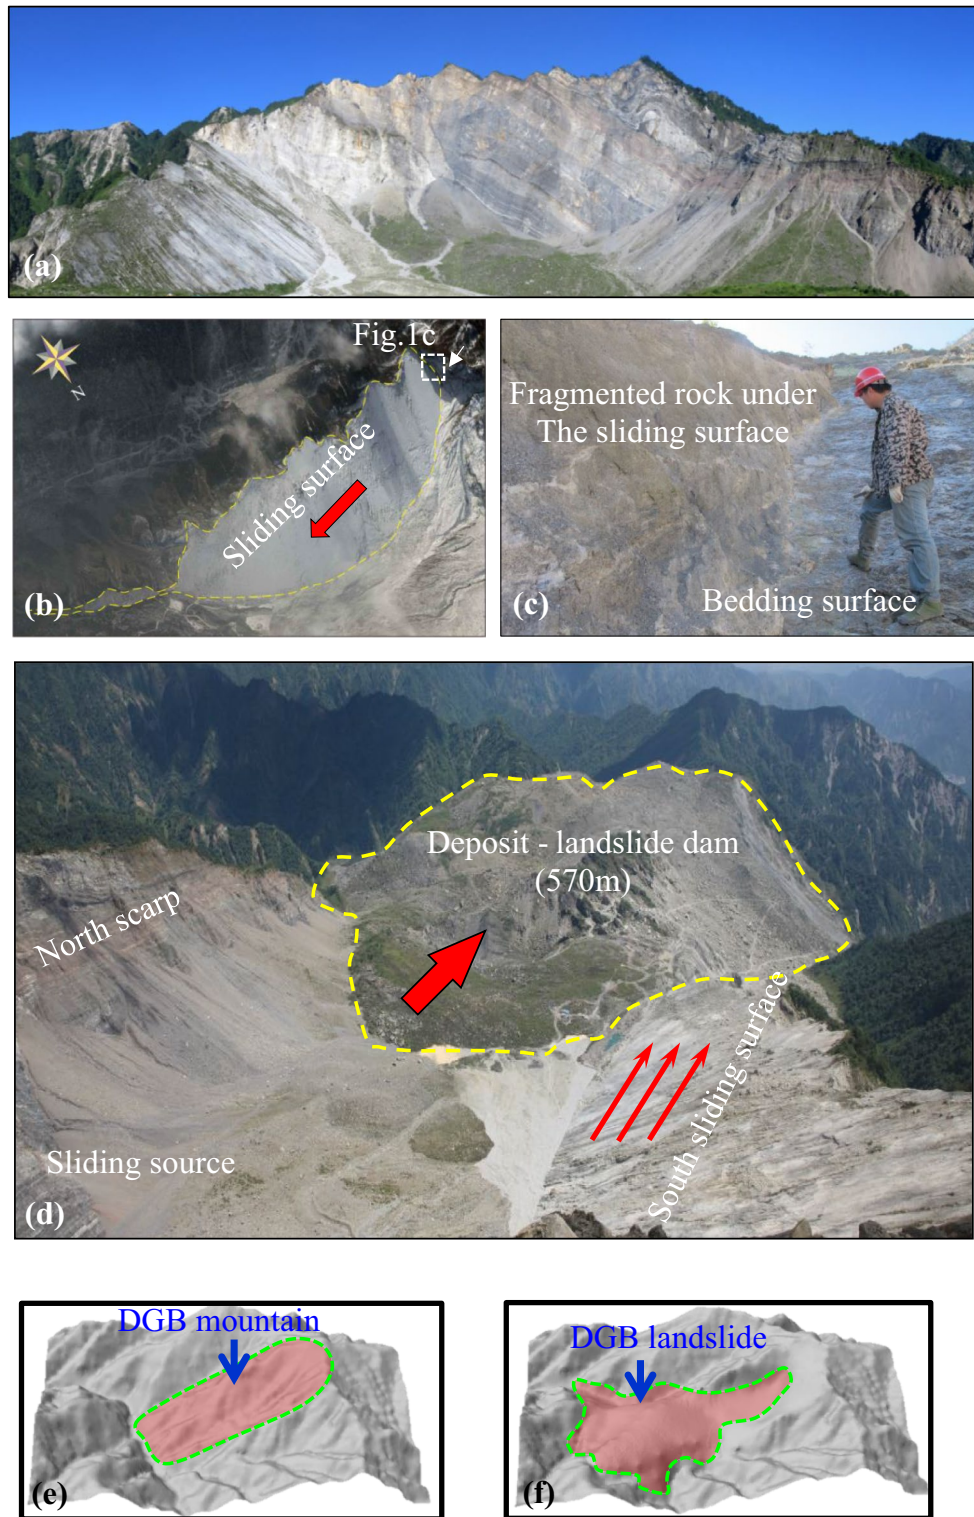 (a)
Fig.1c
N
Sliding surface
(b)
Fragmented rock under
The sliding surface
Bedding surface
(c)
Deposit - landslide dam
(570m)
North scarp
South sliding surface
Sliding source
(d)
DGB mountain
(e)
DGB landslide
(f)